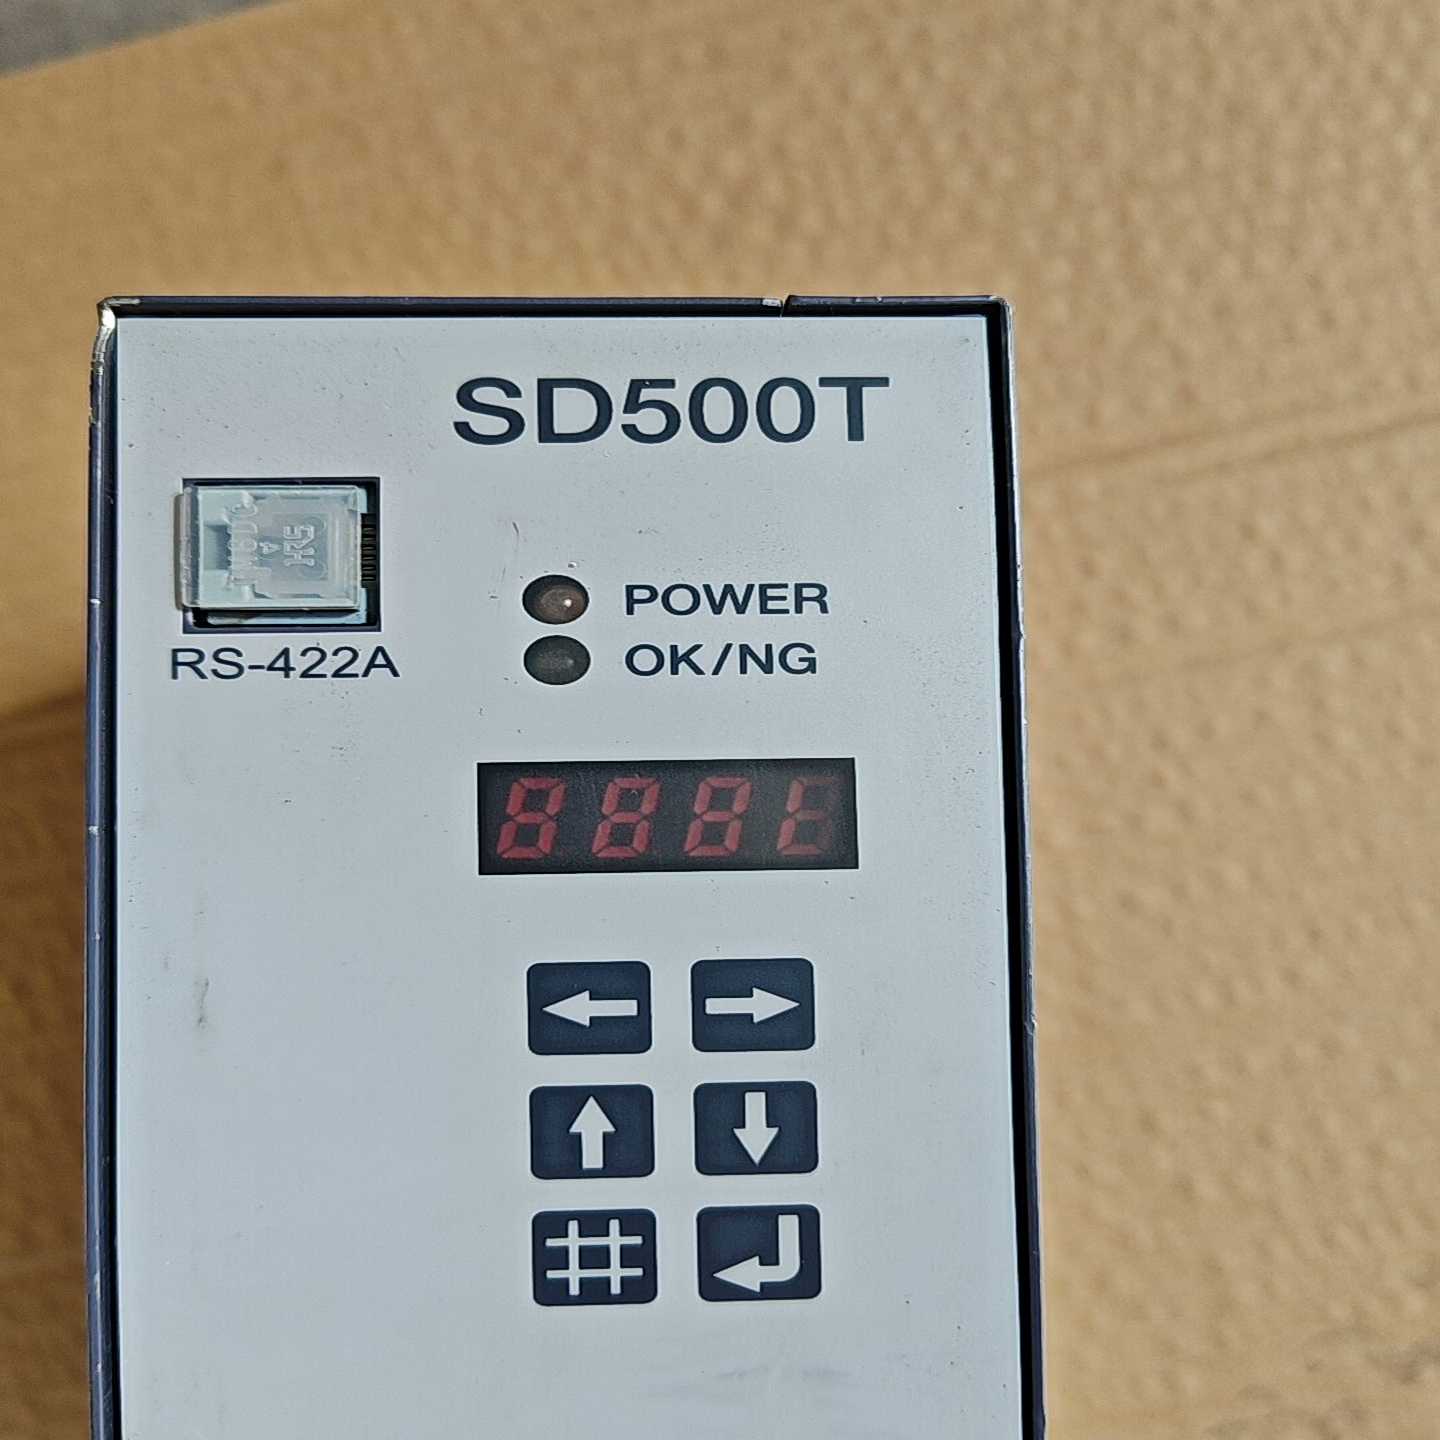 SD500T
RS-422A
POWER
OK/NG
HRS